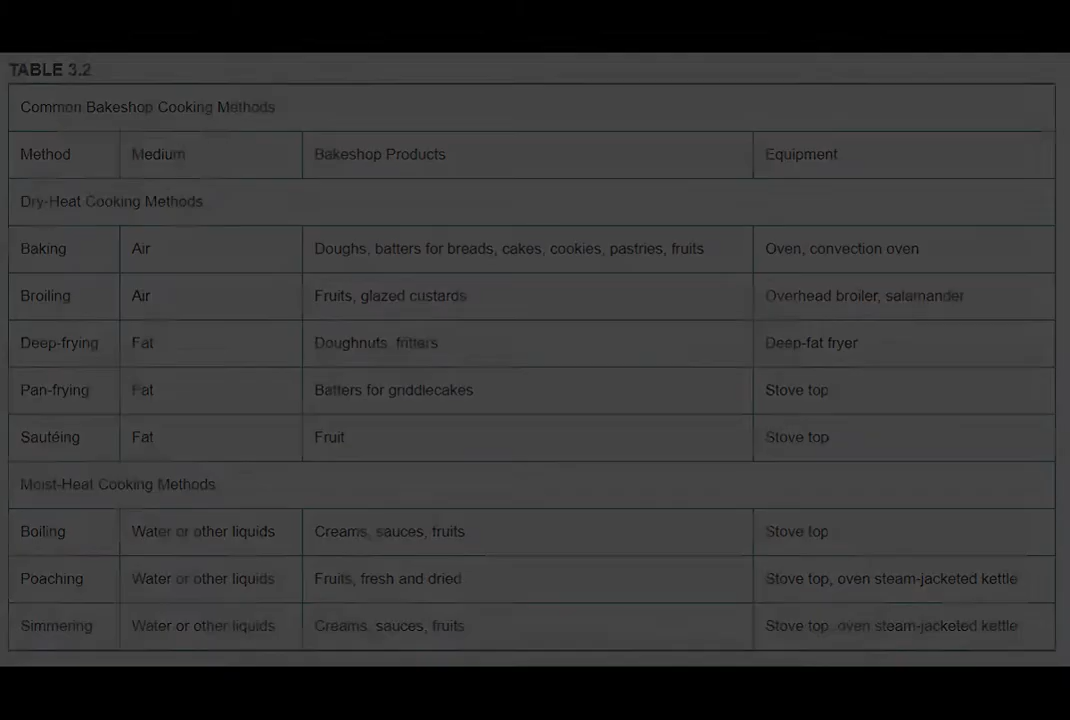 TABLE 3.2
Common Bakeshop Cooking Methods
Method Medium Bakeshop Products Equipment
Dry-Heat Cooking Methods
Baking Air Doughs, batters for breads, cakes, cookies, pastries, fruits Oven, convection oven
Broiling Air Fruits, glazed custards Overhead broiler, salamander
Deep-frying Fat Doughnuts, fritters Deep-fat fryer
Pan-frying Fat Batters for griddlecakes Stove top
Sautéing Fat Fruit Stove top
Moist-Heat Cooking Methods
Boiling Water or other liquids Creams, sauces, fruits Stove top
Poaching Water or other liquids Fruits, fresh and dried Stove top, oven steam-jacketed kettle
Simmering Water or other liquids Creams, sauces, fruits Stove top, oven steam-jacketed kettle